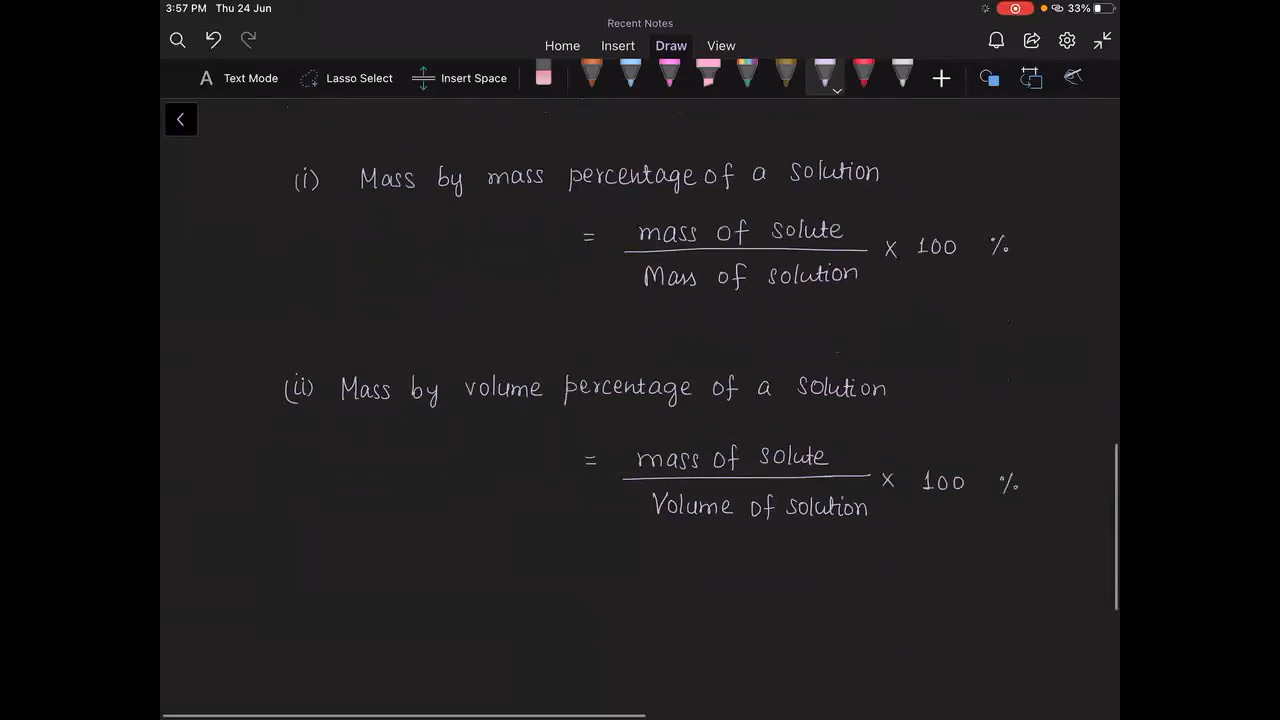 3:57 PM Thu 24 Jun
33%
Recent Notes
Home Insert Draw View
Text Mode Lasso Select Insert Space
(i) Mass by mass percentage of a solution
= mass of solute
Mass of solution
× 100 %
(ii) Mass by volume percentage of a solution
= mass of solute
Volume of solution
× 100 %